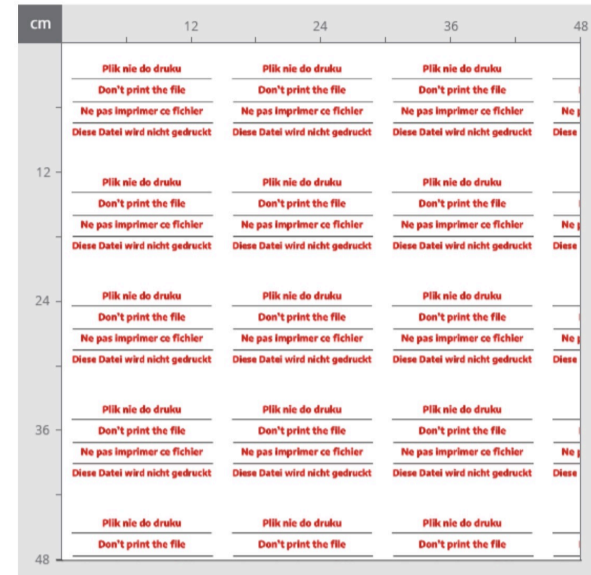 cm 12 24 36 48
Plik nie do druku Plik nie do druku Plik nie do druku
Don't print the file Don't print the file Don't print the file
Ne pas imprimer ce fichier Ne pas imprimer ce fichier Ne pas imprimer ce fichier Ne
Diese Datei wird nicht gedruckt Diese Datei wird nicht gedruckt Diese Datei wird nicht gedruckt Diese
12
Plik nie do druku Plik nie do druku Plik nie do druku
Don't print the file Don't print the file Don't print the file
Ne pas imprimer ce fichier Ne pas imprimer ce fichier Ne pas imprimer ce fichier Ne
Diese Datei wird nicht gedruckt Diese Datei wird nicht gedruckt Diese Datei wird nicht gedruckt Diese
24 Plik nie do druku Plik nie do druku Plik nie do druku
Don't print the file Don't print the file Don't print the file
Ne pas imprimer ce fichier Ne pas imprimer ce fichier Ne pas imprimer ce fichier Ne
Diese Datei wird nicht gedruckt Diese Datei wird nicht gedruckt Diese Datei wird nicht gedruckt Diese
Plik nie do druku Plik nie do druku Plik nie do druku
36 Don't print the file Don't print the file Don't print the file
Ne pas imprimer ce fichier Ne pas imprimer ce fichier Ne pas imprimer ce fichier Ne
Diese Datei wird nicht gedruckt Diese Datei wird nicht gedruckt Diese Datei wird nicht gedruckt Diese
Plik nie do druku Plik nie do druku Plik nie do druku
Don't print the file Don't print the file Don't print the file
48